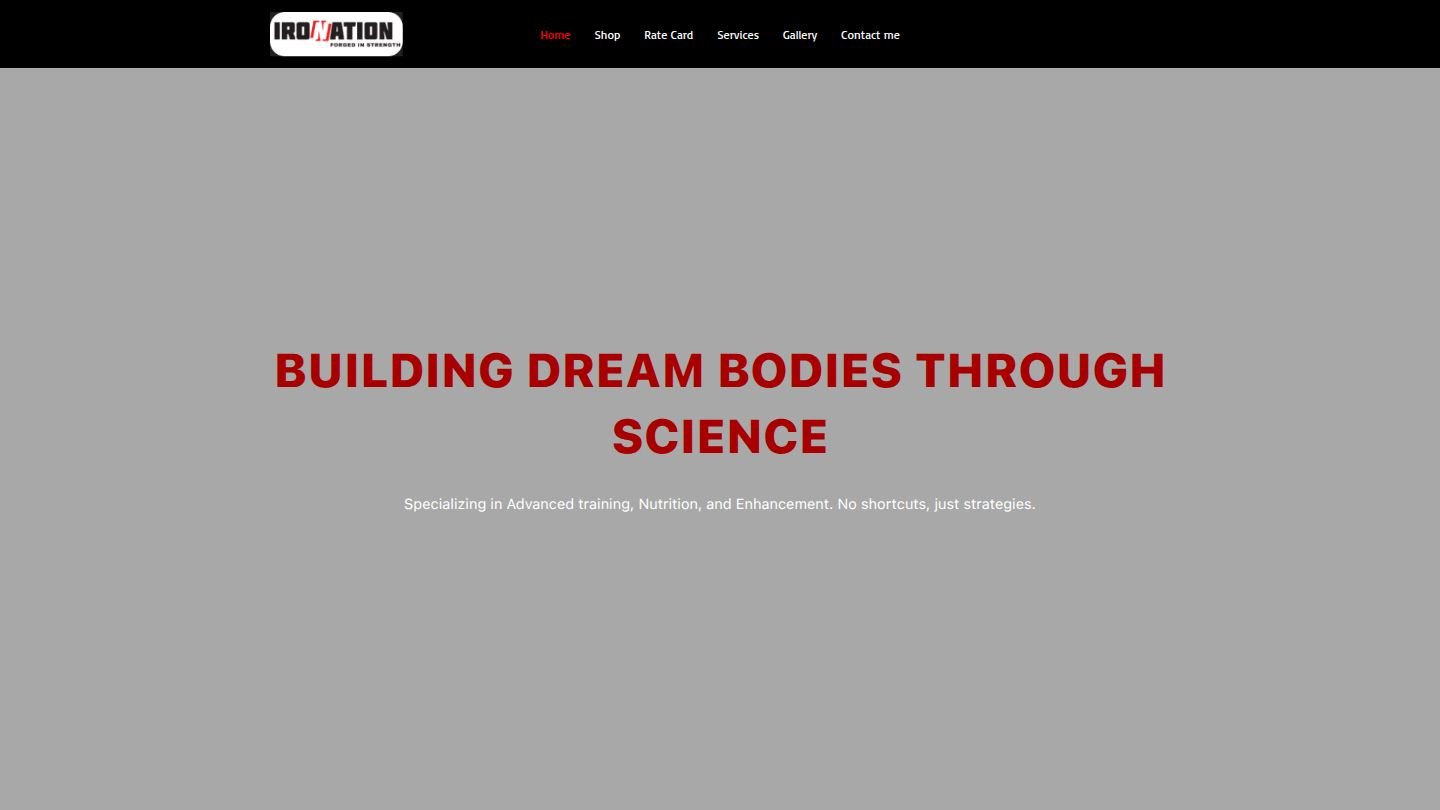 IRONATION
FORGED IN STRENGTH
Home Shop Rate Card Services Gallery Contact me
BUILDING DREAM BODIES THROUGH
SCIENCE
Specializing in Advanced training, Nutrition, and Enhancement. No shortcuts, just strategies.